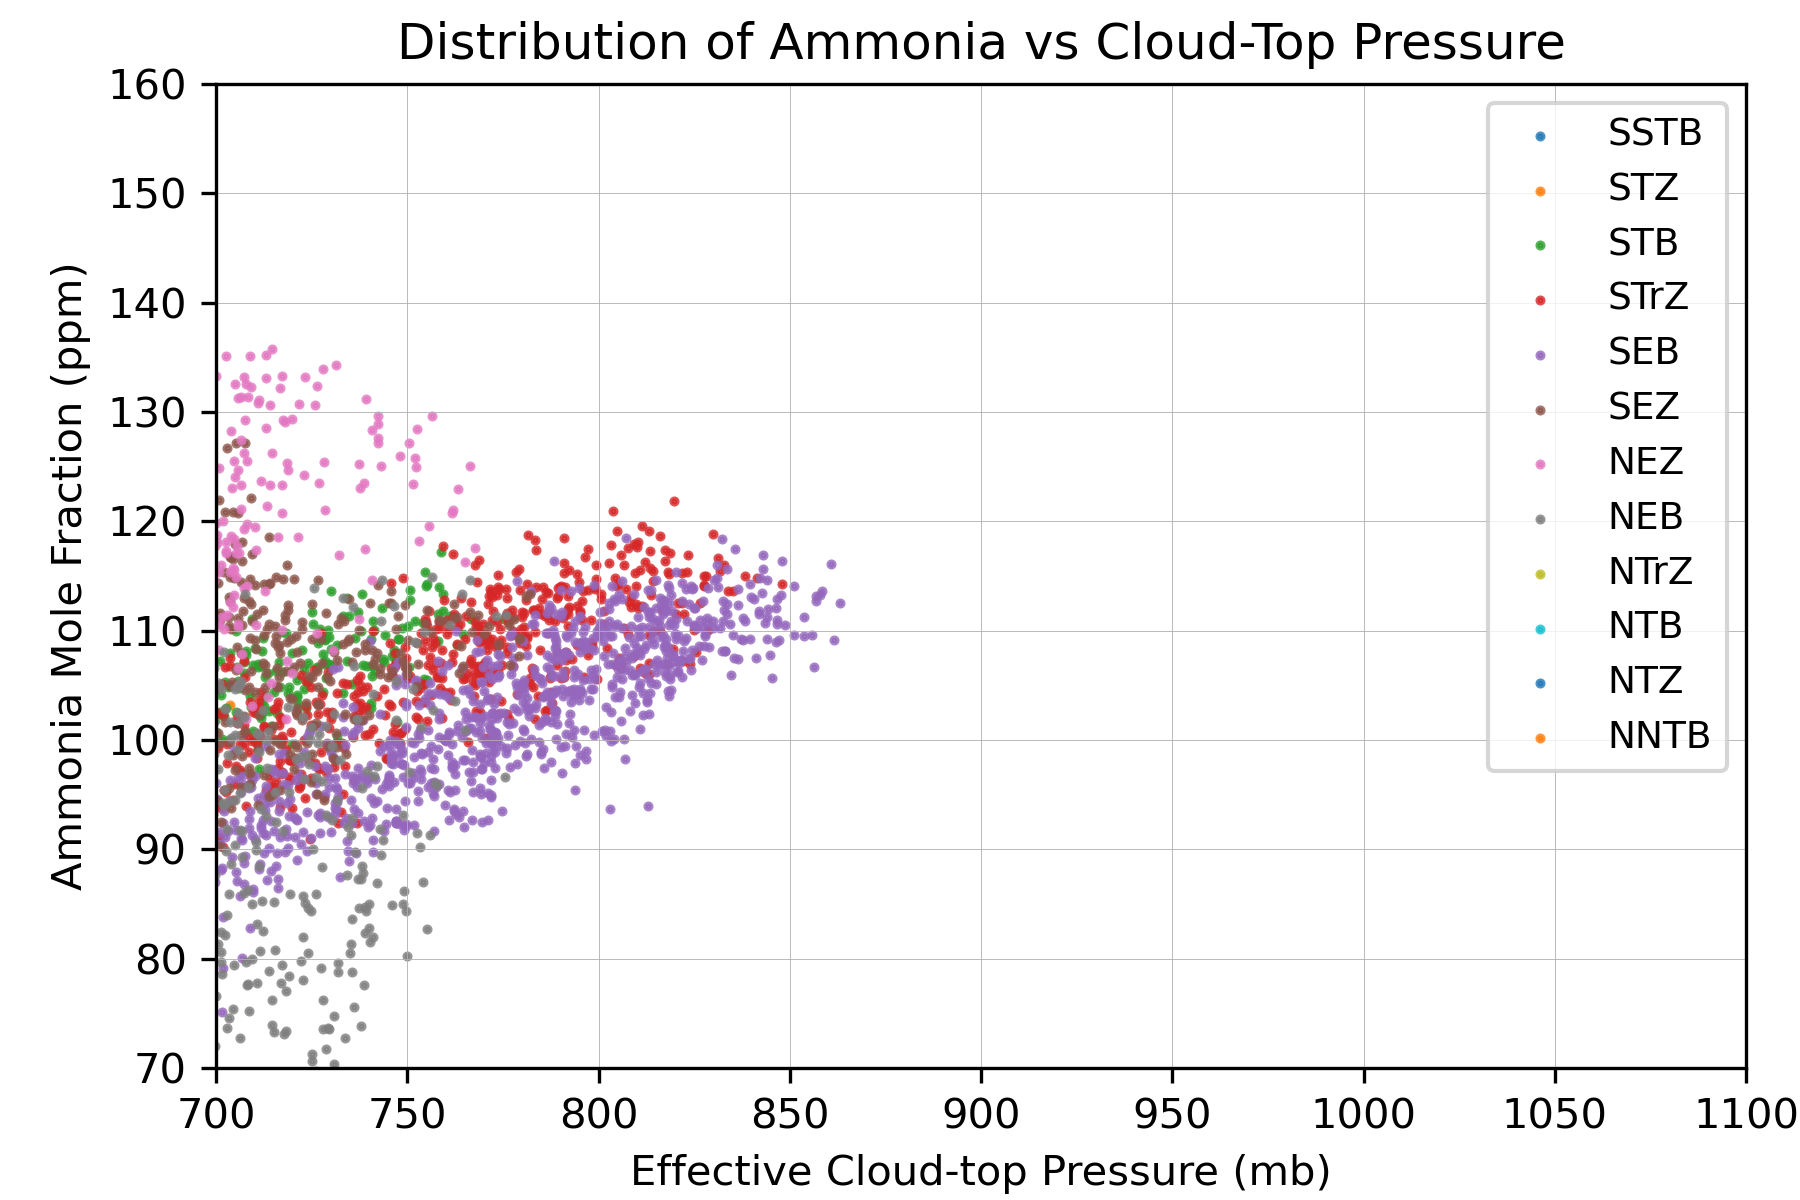 Distribution of Ammonia vs Cloud-Top Pressure
160
150
140
130
120
110
100
90
80
70
Ammonia Mole Fraction (ppm)
SSTB
STZ
STB
STrZ
SEB
SEZ
NEZ
NEB
NTrZ
NTB
NTZ
NNTB
700 750 800 850 900 950 1000 1050 1100
Effective Cloud-top Pressure (mb)